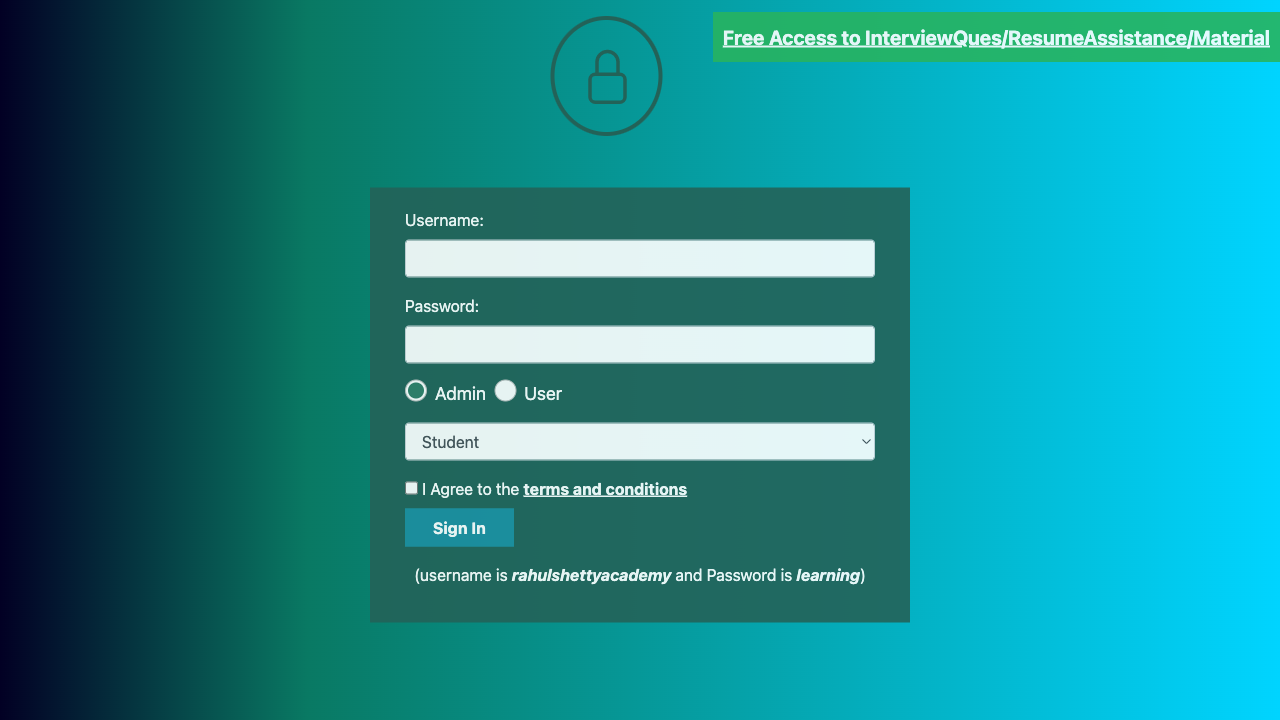 Free Access to InterviewQues/ResumeAssistance/Material
Username:
Password:
Admin User
Student
I Agree to the terms and conditions
Sign In
(username is rahulshettyacademy and Password is learning)